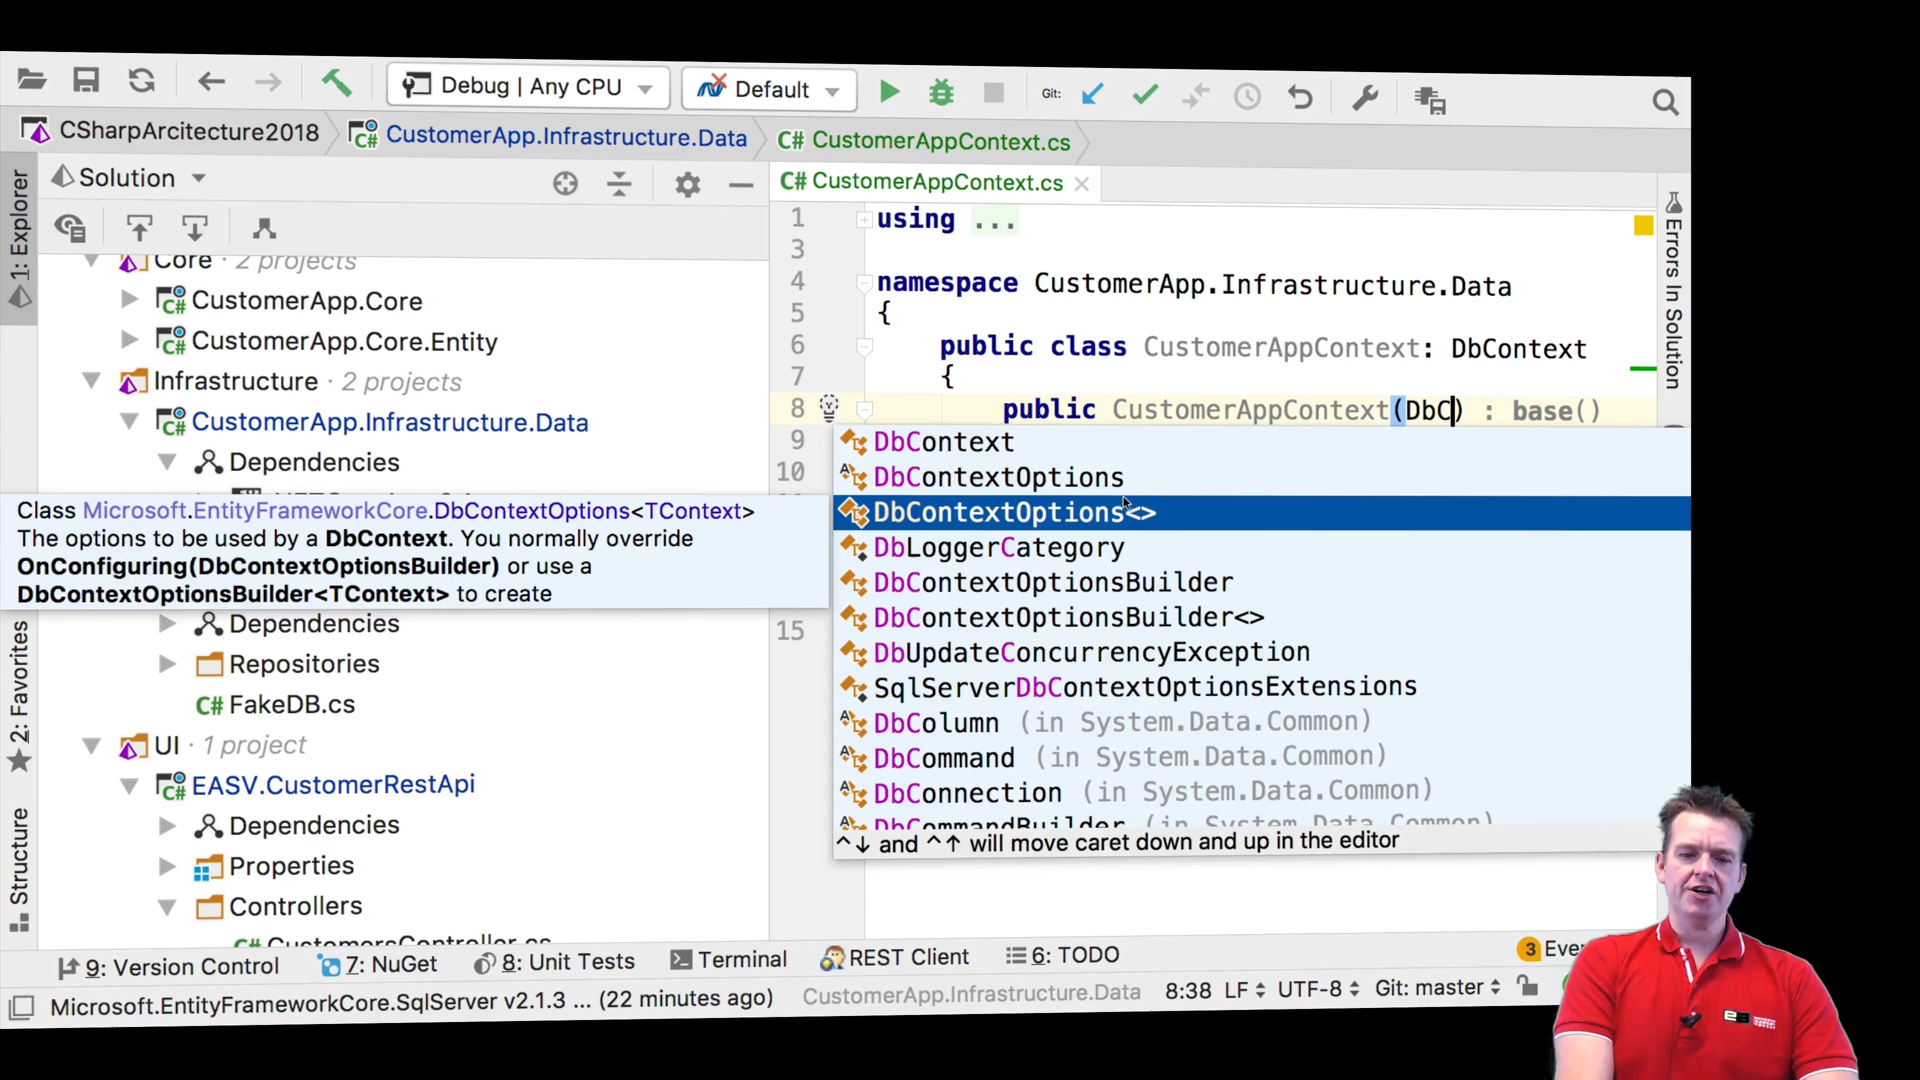 Debug | Any CPU
Default
Git:
CSharpArcitecture2018
CustomerApp.Infrastructure.Data
C# CustomerAppContext.cs
1: Explorer
Solution
C# CustomerAppContext.cs
Core · 2 projects
CustomerApp.Core
CustomerApp.Core.Entity
Infrastructure · 2 projects
CustomerApp.Infrastructure.Data
Dependencies
Class Microsoft.EntityFrameworkCore.DbContextOptions<TContext>
The options to be used by a DbContext. You normally override
OnConfiguring(DbContextOptionsBuilder) or use a
DbContextOptionsBuilder<TContext> to create
Dependencies
Repositories
C# FakeDB.cs
UI · 1 project
EASV.CustomerRestApi
Dependencies
Properties
Controllers
C# CustomersController.cs
2: Favorites
Structure
1 using ...
3
4 namespace CustomerApp.Infrastructure.Data
5 {
6 public class CustomerAppContext: DbContext
7 {
8 public CustomerAppContext(DbC) : base()
9
10
15
DbContext
DbContextOptions
DbContextOptions<>
DbLoggerCategory
DbContextOptionsBuilder
DbContextOptionsBuilder<>
DbUpdateConcurrencyException
SqlServerDbContextOptionsExtensions
DbColumn (in System.Data.Common)
DbCommand (in System.Data.Common)
DbConnection (in System.Data.Common)
DbCommandBuilder (in System.Data.Common)
^↓ and ^↑ will move caret down and up in the editor
Errors In Solution
9: Version Control
7: NuGet
8: Unit Tests
Terminal
REST Client
6: TODO
3 Eve
Microsoft.EntityFrameworkCore.SqlServer v2.1.3 ... (22 minutes ago)
CustomerApp.Infrastructure.Data
8:38
LF
UTF-8
Git: master